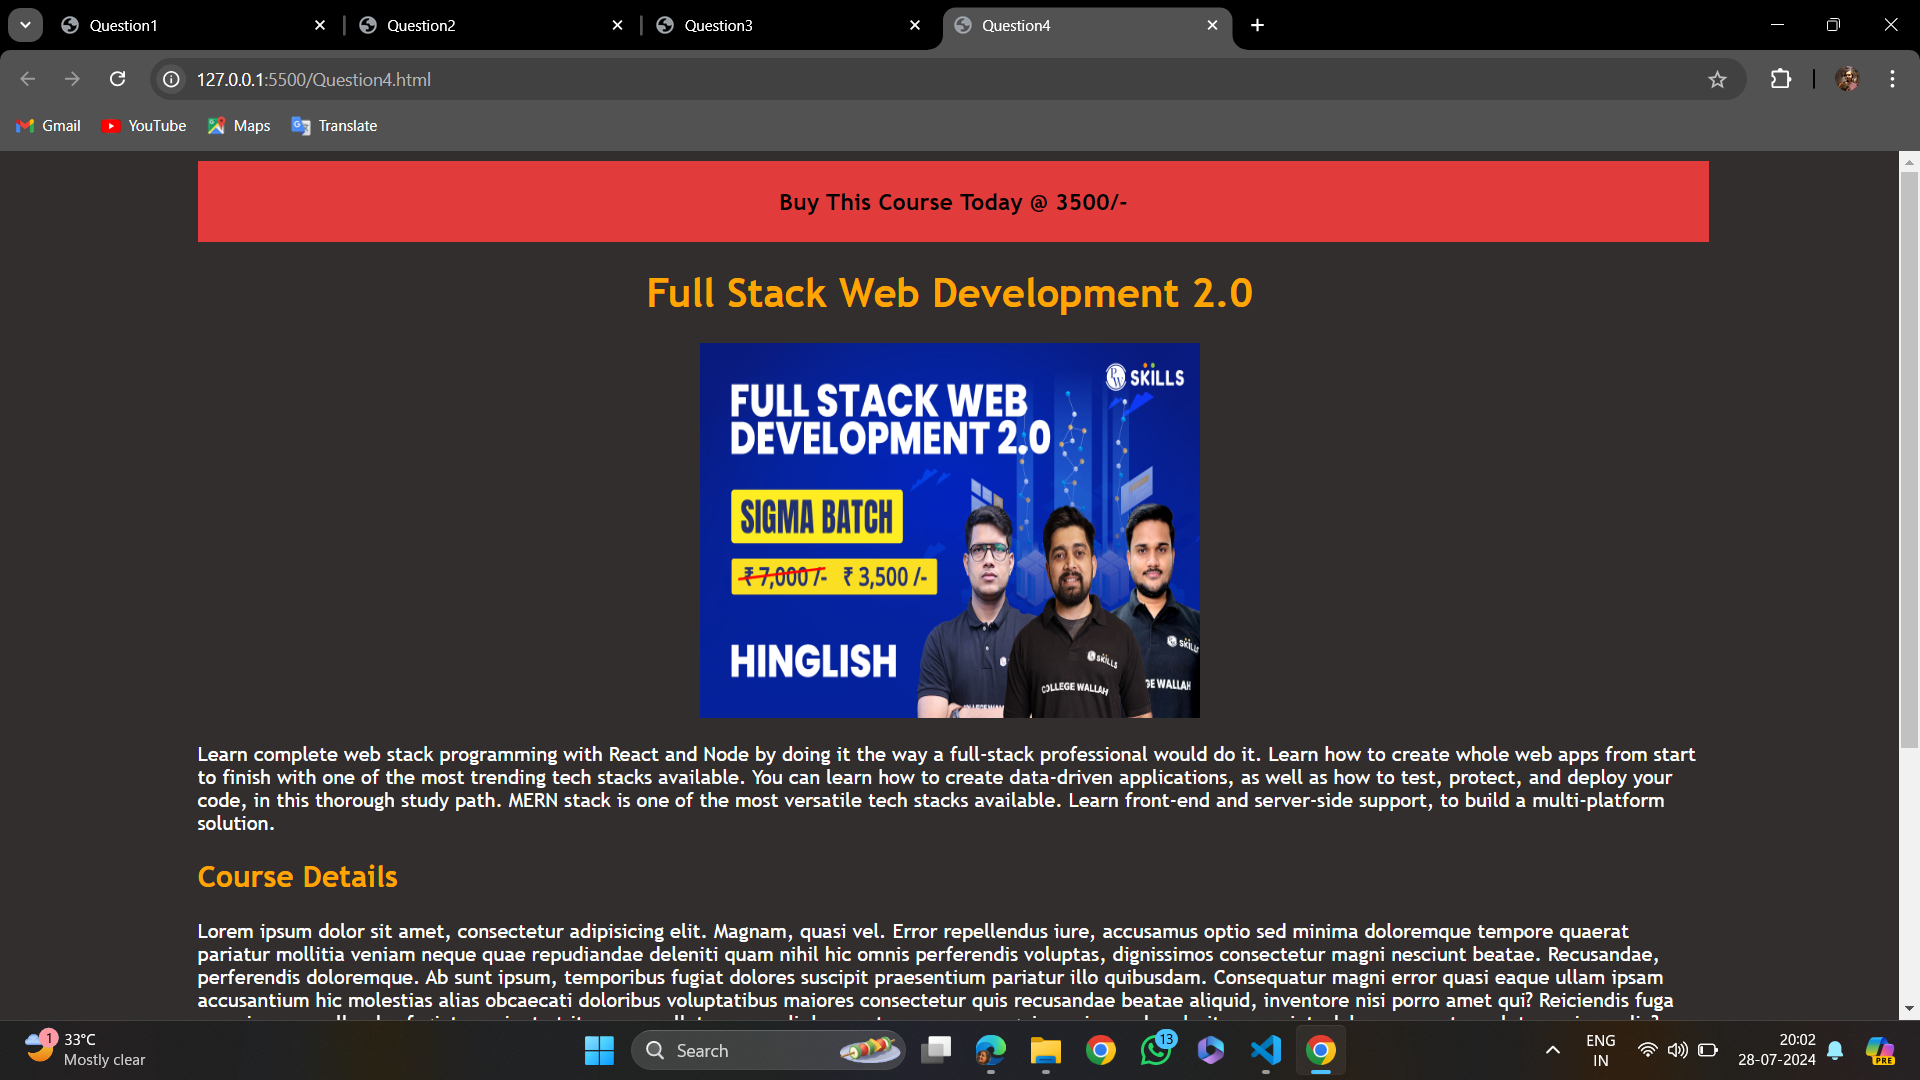 Question1
Question2
Question3
Question4
127.0.0.1:5500/Question4.html
Gmail
YouTube
Maps
Translate
Buy This Course Today @ 3500/-
Full Stack Web Development 2.0
PW SKILLS
FULL STACK WEB
DEVELOPMENT 2.0
SIGMA BATCH
₹ 7,000 /- ₹ 3,500 /-
HINGLISH
SKILLS
SKILLS
COLLEGE WALLAH
GE WALLAH
Learn complete web stack programming with React and Node by doing it the way a full-stack professional would do it. Learn how to create whole web apps from start
to finish with one of the most trending tech stacks available. You can learn how to create data-driven applications, as well as how to test, protect, and deploy your
code, in this thorough study path. MERN stack is one of the most versatile tech stacks available. Learn front-end and server-side support, to build a multi-platform
solution.
Course Details
Lorem ipsum dolor sit amet, consectetur adipisicing elit. Magnam, quasi vel. Error repellendus iure, accusamus optio sed minima doloremque tempore quaerat
pariatur mollitia veniam neque quae repudiandae deleniti quam nihil hic omnis perferendis voluptas, dignissimos consectetur magni nesciunt beatae. Recusandae,
perferendis doloremque. Ab sunt ipsum, temporibus fugiat dolores suscipit praesentium pariatur illo quibusdam. Consequatur magni error quasi eaque ullam ipsam
accusantium hic molestias alias obcaecati doloribus voluptatibus maiores consectetur quis recusandae beatae aliquid, inventore nisi porro amet qui? Reiciendis fuga
1
33°C
Mostly clear
Search
13
PRE
ENG
IN
20:02
28-07-2024